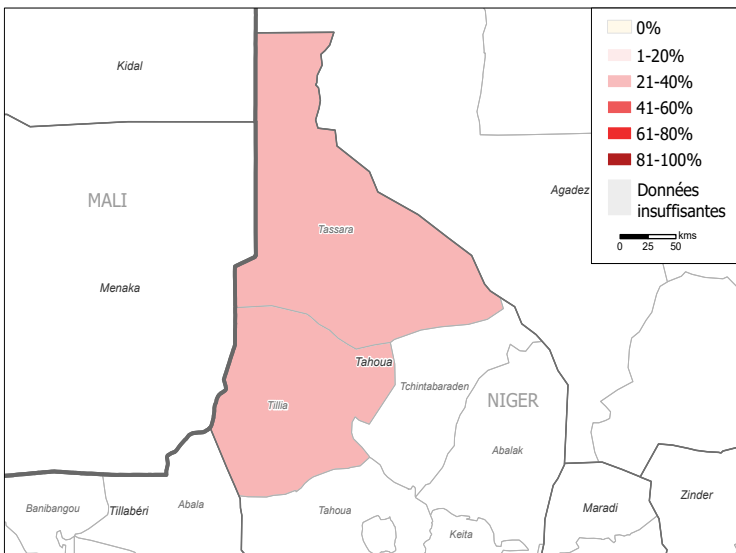 0%
1-20%
21-40%
41-60%
61-80%
81-100%
Données
insuffisantes
kms
0 25 50
Kidal
MALI
Agadez
Tassara
Menaka
Tahoua
Tchintabaraden
Tillia
NIGER
Abalak
Banibangou
Tillabéri
Abala
Tahoua
Keita
Maradi
Zinder